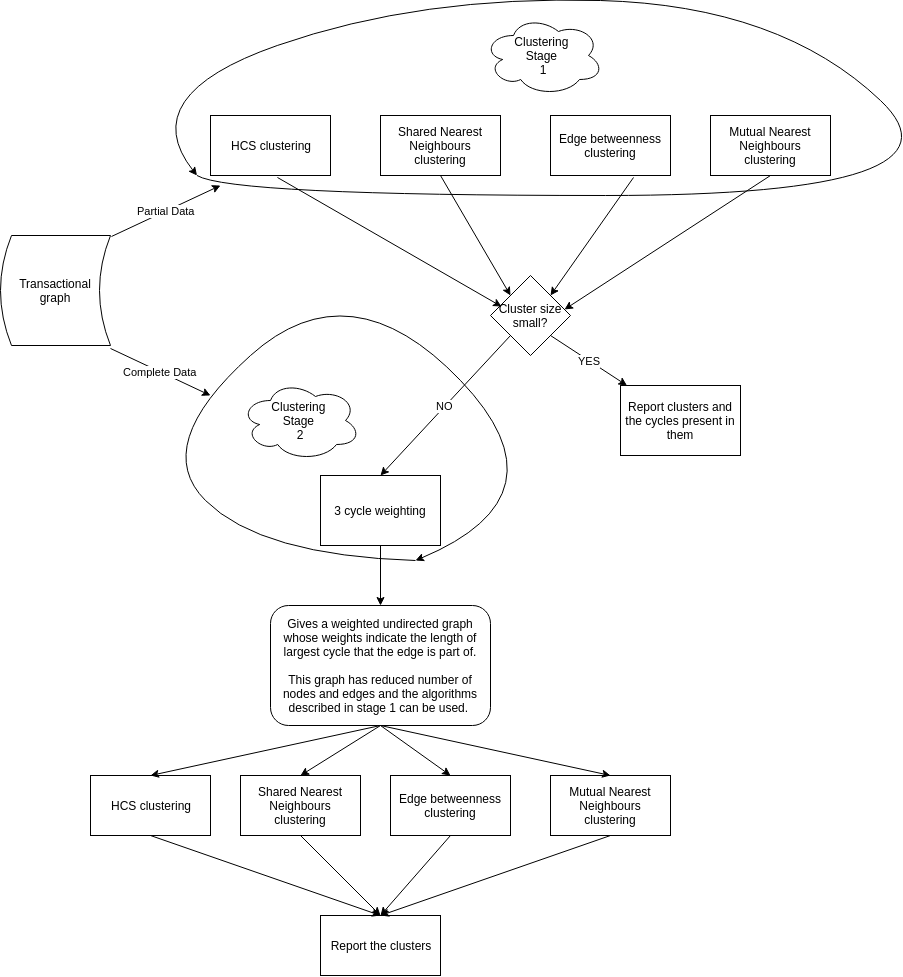 Clustering
Stage
1
HCS clustering
Shared Nearest
Neighbours
clustering
Edge betweenness
clustering
Mutual Nearest
Neighbours
clustering
Partial Data
Transactional
graph
Complete Data
Cluster size
small?
YES
NO
Report clusters and
the cycles present in
them
Clustering
Stage
2
3 cycle weighting
Gives a weighted undirected graph
whose weights indicate the length of
largest cycle that the edge is part of.
This graph has reduced number of
nodes and edges and the algorithms
described in stage 1 can be used.
HCS clustering
Shared Nearest
Neighbours
clustering
Edge betweenness
clustering
Mutual Nearest
Neighbours
clustering
Report the clusters